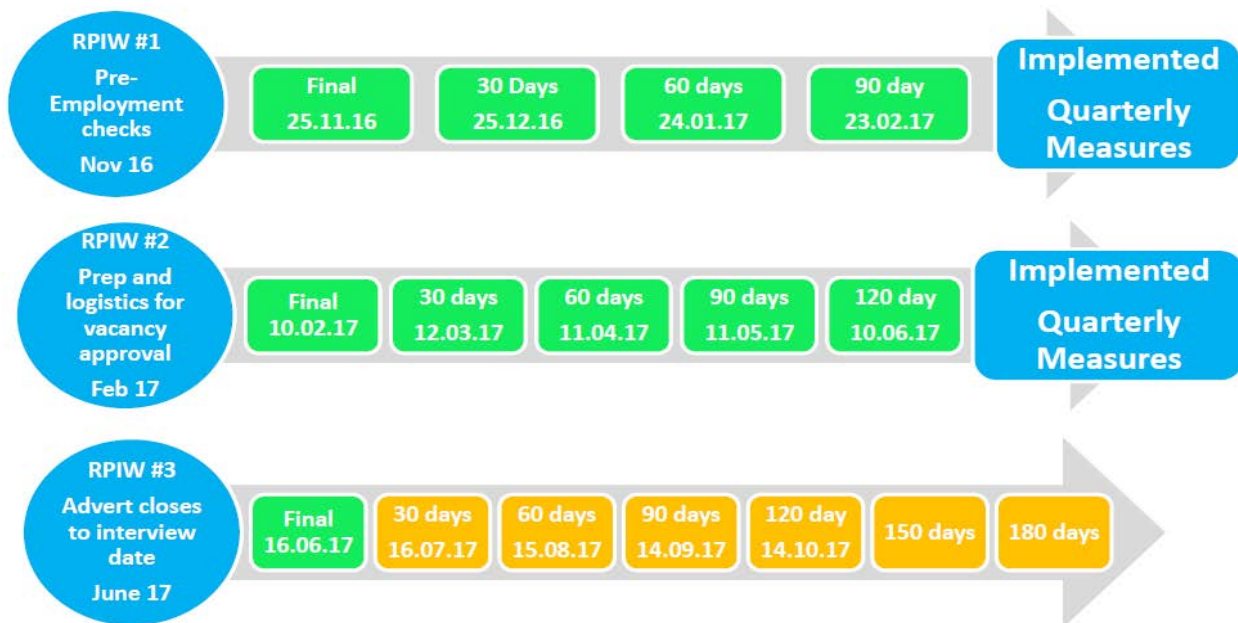 RPIW #1
Pre-
Employment
checks
Nov 16
Final
25.11.16
30 Days
25.12.16
60 days
24.01.17
90 day
23.02.17
Implemented
Quarterly
Measures
RPIW #2
Prep and
logistics for
vacancy
approval
Feb 17
Final
10.02.17
30 days
12.03.17
60 days
11.04.17
90 days
11.05.17
120 day
10.06.17
Implemented
Quarterly
Measures
RPIW #3
Advert closes
to interview
date
June 17
Final
16.06.17
30 days
16.07.17
60 days
15.08.17
90 days
14.09.17
120 day
14.10.17
150 days
180 days